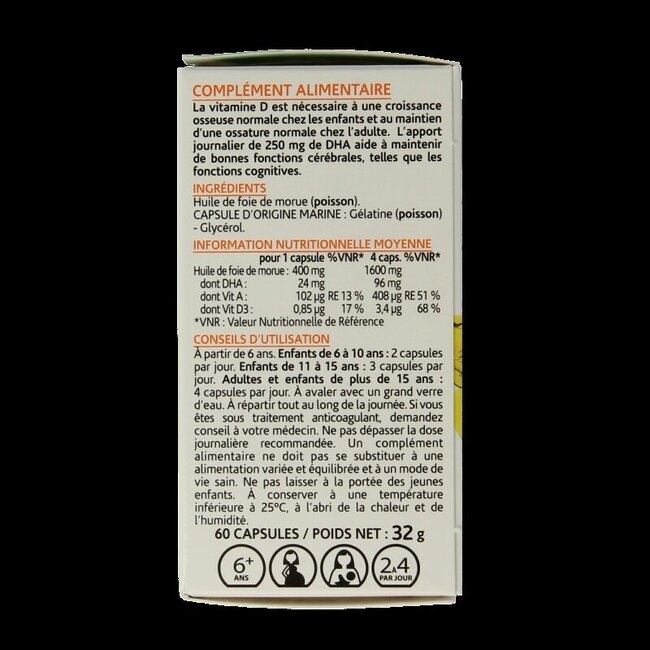 COMPLÉMENT ALIMENTAIRE
La vitamine D est nécessaire à une croissance
osseuse normale chez les enfants et au maintien
d'une ossature normale chez l'adulte. L'apport
journalier de 250 mg de DHA aide à maintenir
de bonnes fonctions cérébrales, telles que les
fonctions cognitives.
INGRÉDIENTS
Huile de foie de morue (poisson).
CAPSULE D'ORIGINE MARINE : Gélatine (poisson)
- Glycérol.
INFORMATION NUTRITIONNELLE MOYENNE
pour 1 capsule %VNR* 4 caps. %VNR*
Huile de foie de morue : 400 mg 1600 mg
dont DHA : 24 mg 96 mg
dont Vit A : 102 µg RE 13 % 408 µg RE 51 %
dont Vit D3 : 0,85 µg 17 % 3,4 µg 68 %
*VNR : Valeur Nutritionnelle de Référence
CONSEILS D'UTILISATION
À partir de 6 ans. Enfants de 6 à 10 ans : 2 capsules
par jour. Enfants de 11 à 15 ans : 3 capsules par
jour. Adultes et enfants de plus de 15 ans :
4 capsules par jour. À avaler avec un grand verre
d'eau. À répartir tout au long de la journée. Si vous
êtes sous traitement anticoagulant, demandez
conseil à votre médecin. Ne pas dépasser la dose
journalière recommandée. Un complément
alimentaire ne doit pas se substituer à une
alimentation variée et équilibrée et à un mode de
vie sain. Ne pas laisser à la portée des jeunes
enfants. À conserver à une température
inférieure à 25°C, à l'abri de la chaleur et de
l'humidité.
60 CAPSULES / POIDS NET : 32 g
6+ ANS
2 À 4 PAR JOUR